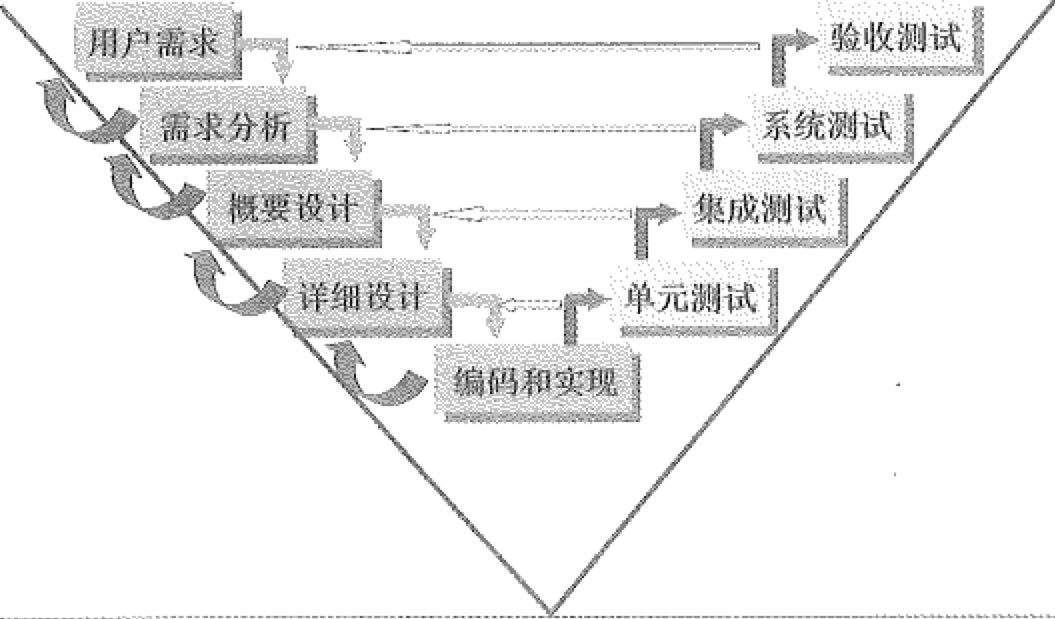 用户需求
验收测试
需求分析
系统测试
概要设计
集成测试
详细设计
单元测试
编码和实现